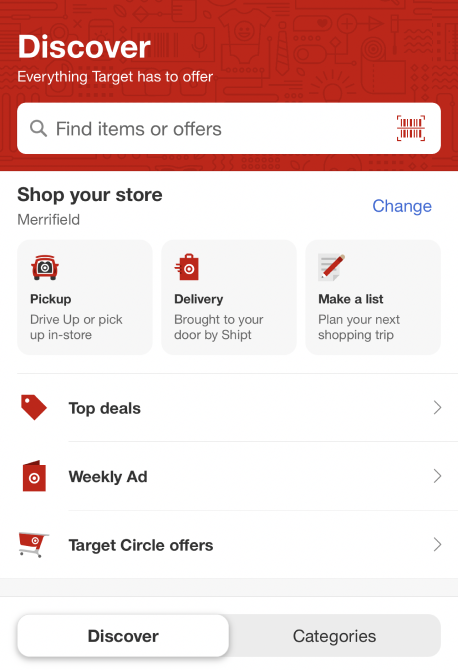 Discover
Everything Target has to offer
Find items or offers
Shop your store
Merrifield
Change
Pickup
Drive Up or pick
up in-store
Delivery
Brought to your
door by Shipt
Make a list
Plan your next
shopping trip
Top deals
Weekly Ad
Target Circle offers
Discover
Categories